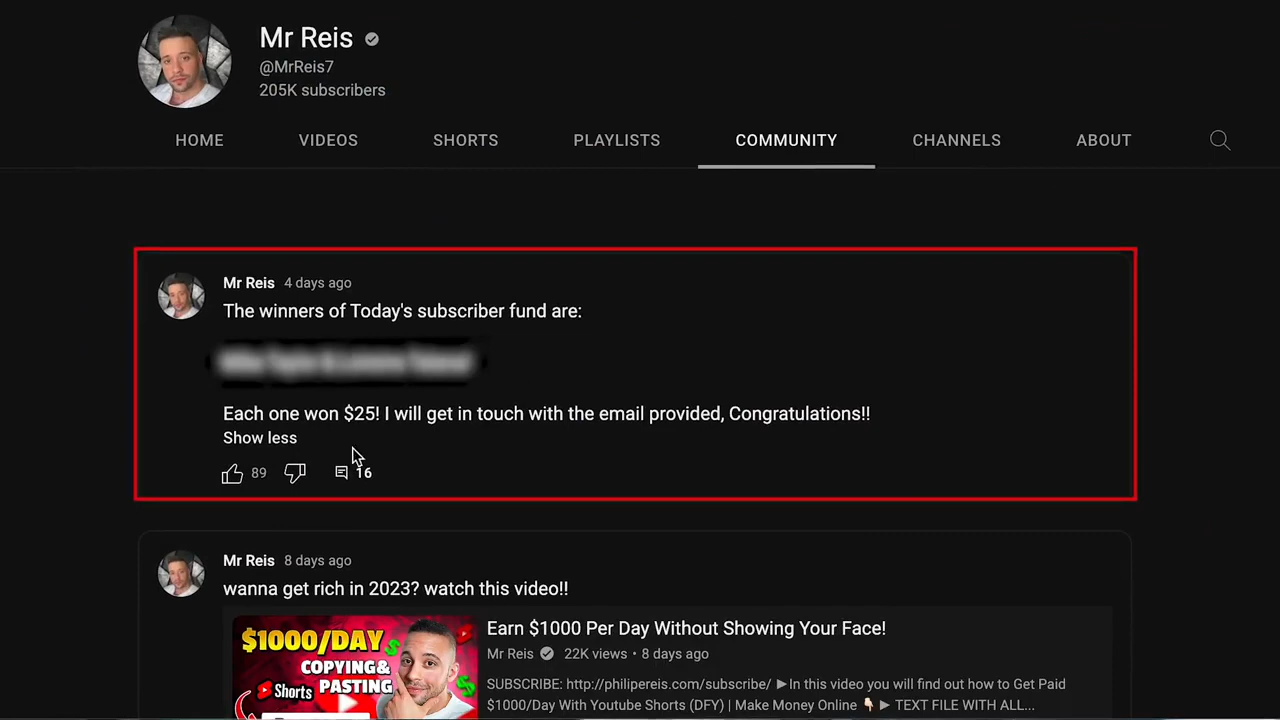 Mr Reis
@MrReis7
205K subscribers
HOME VIDEOS SHORTS PLAYLISTS COMMUNITY CHANNELS ABOUT
Mr Reis 4 days ago
The winners of Today's subscriber fund are:
Each one won $25! I will get in touch with the email provided, Congratulations!!
Show less
89 16
Mr Reis 8 days ago
wanna get rich in 2023? watch this video!!
$1000/DAY
COPYING&
PASTING
Shorts
Earn $1000 Per Day Without Showing Your Face!
Mr Reis 22K views • 8 days ago
SUBSCRIBE: http://philipereis.com/subscribe/ ▶In this video you will find out how to Get Paid
$1000/Day With Youtube Shorts (DFY) | Make Money Online 👇🏻 ▶ TEXT FILE WITH ALL...